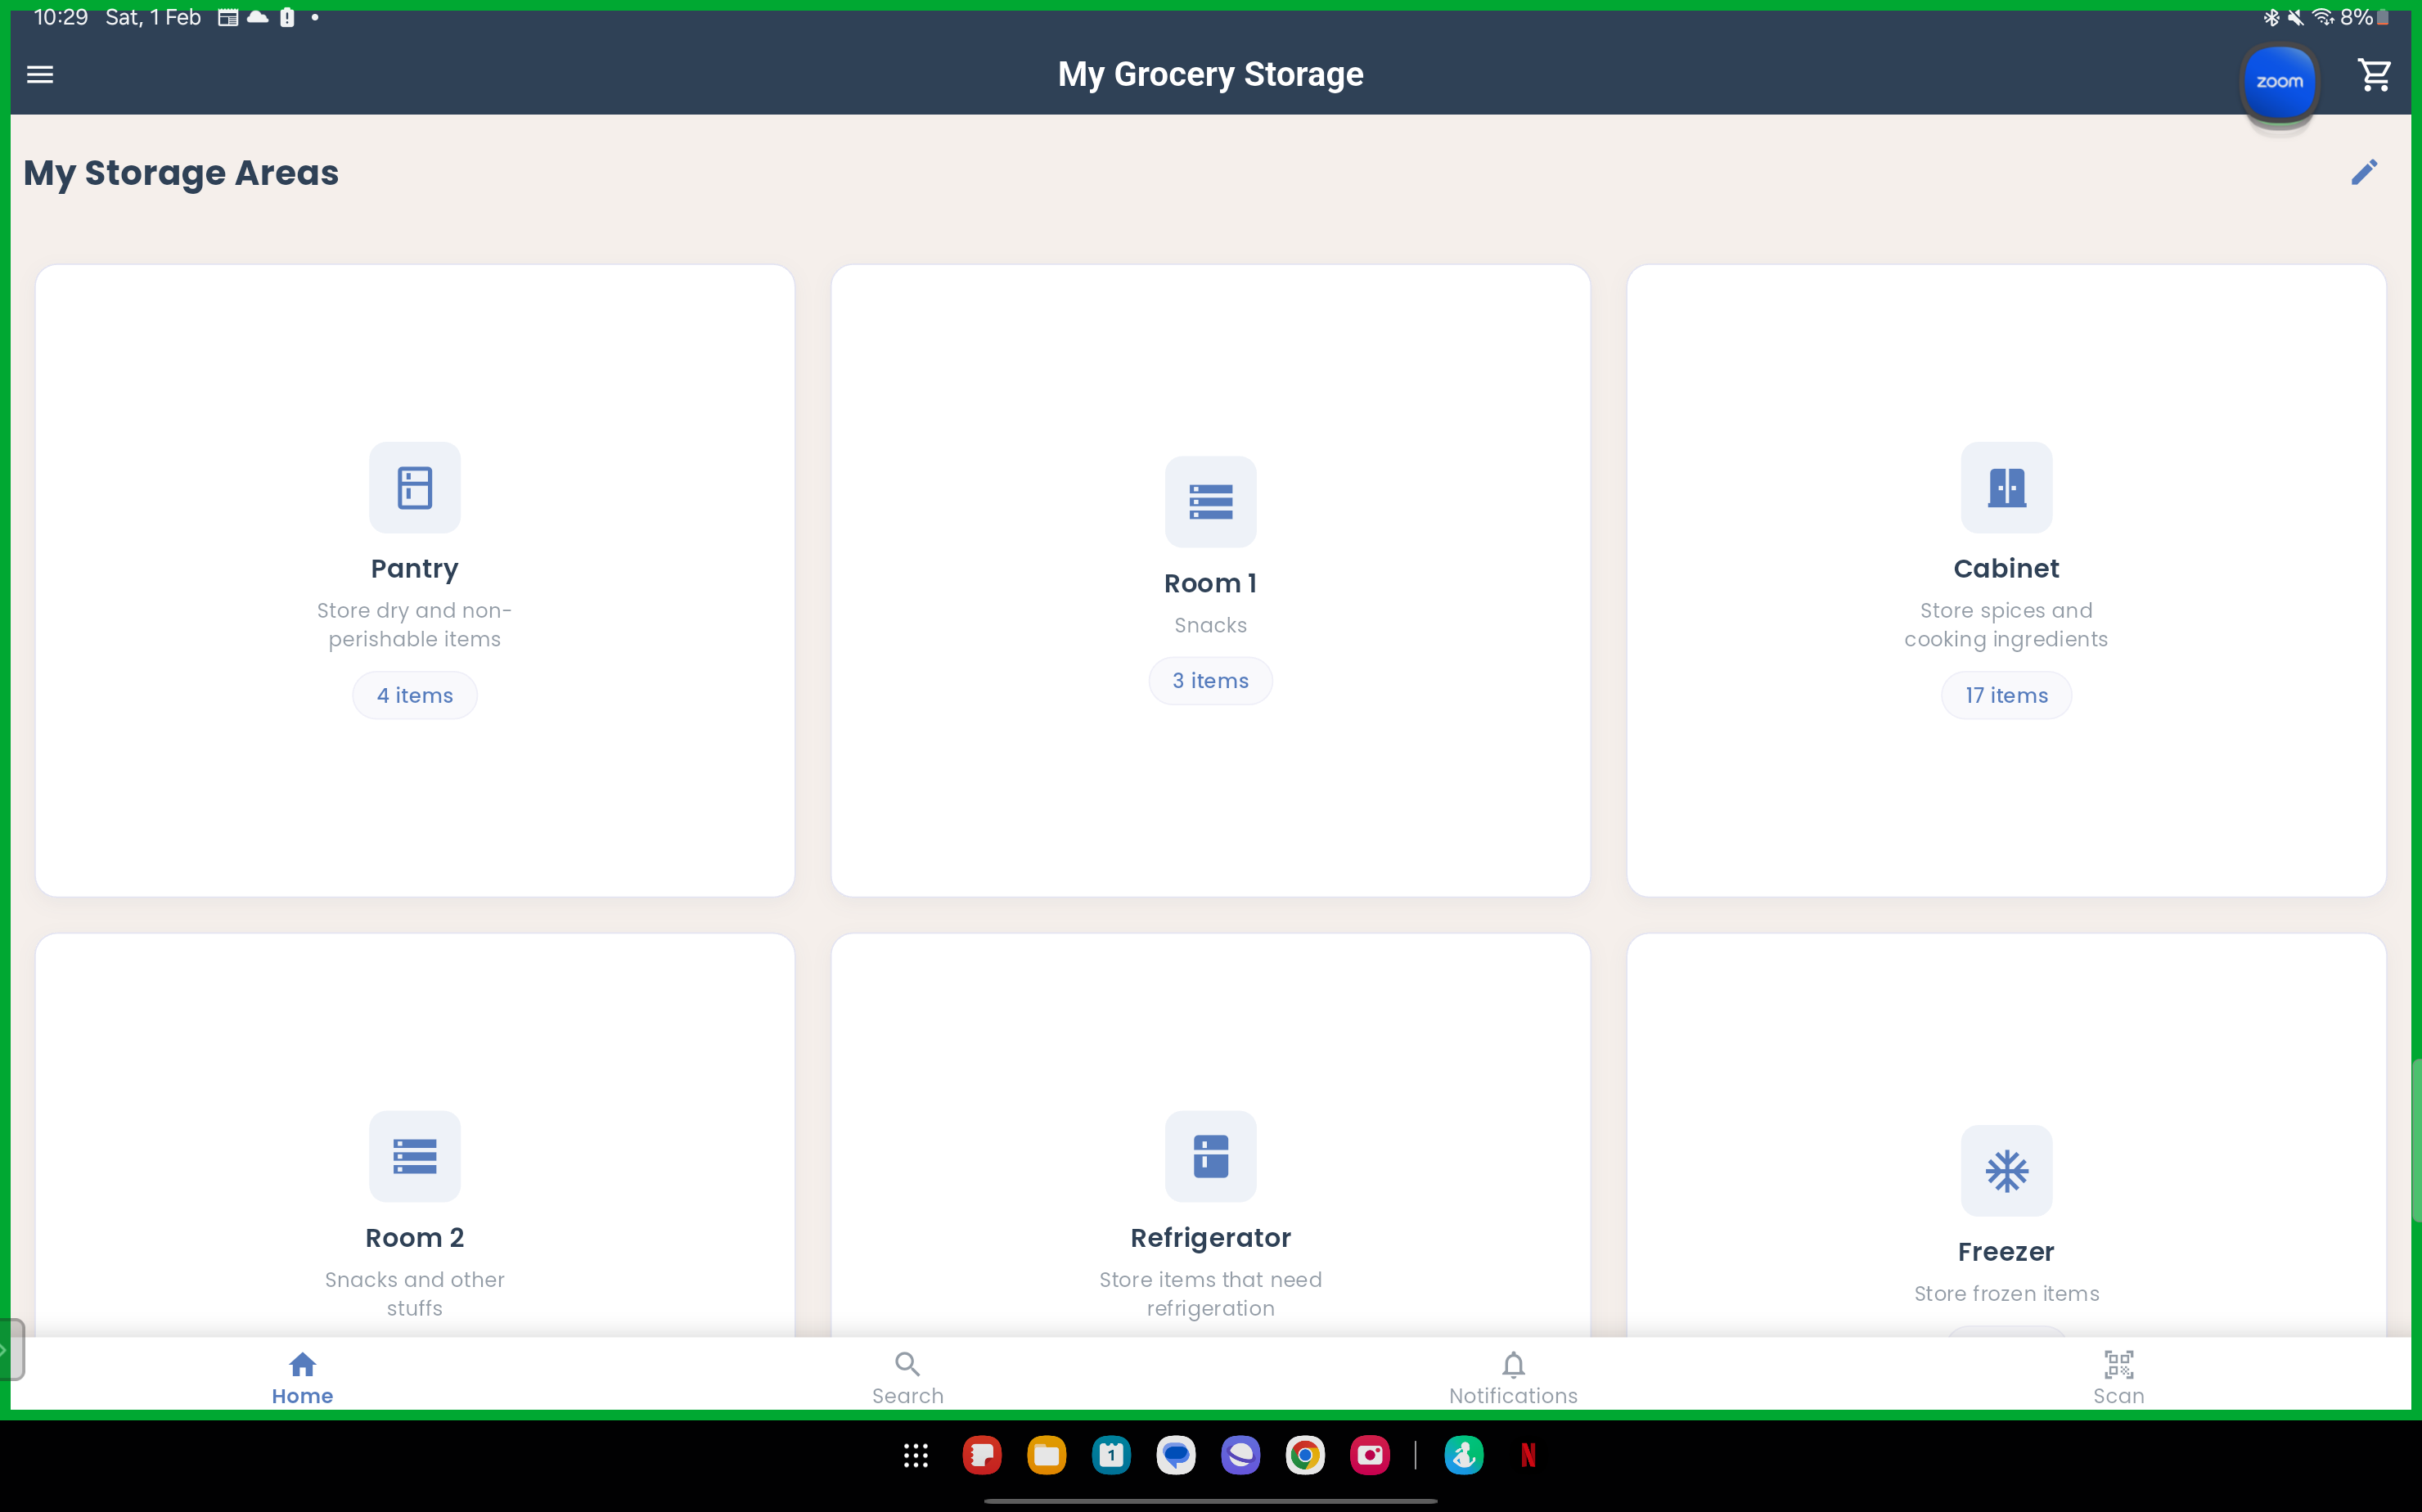 10:29 Sat, 1 Feb
8%
My Grocery Storage
zoom
My Storage Areas
Pantry
Store dry and non-
perishable items
4 items
Room 1
Snacks
3 items
Cabinet
Store spices and
cooking ingredients
17 items
Room 2
Snacks and other
stuffs
Refrigerator
Store items that need
refrigeration
Freezer
Store frozen items
Home
Search
Notifications
Scan
1
N